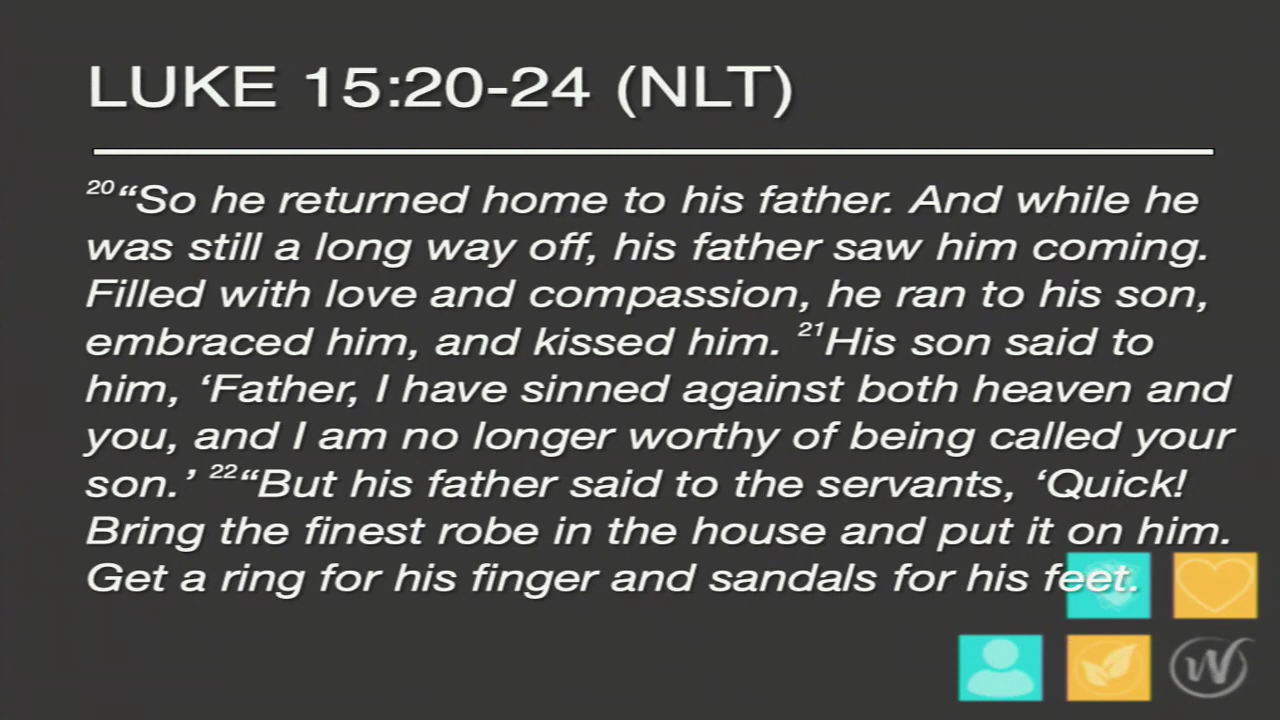 LUKE 15:20-24 (NLT)
20“So he returned home to his father. And while he
was still a long way off, his father saw him coming.
Filled with love and compassion, he ran to his son,
embraced him, and kissed him. 21His son said to
him, ‘Father, I have sinned against both heaven and
you, and I am no longer worthy of being called your
son.’ 22“But his father said to the servants, ‘Quick!
Bring the finest robe in the house and put it on him.
Get a ring for his finger and sandals for his feet.
W